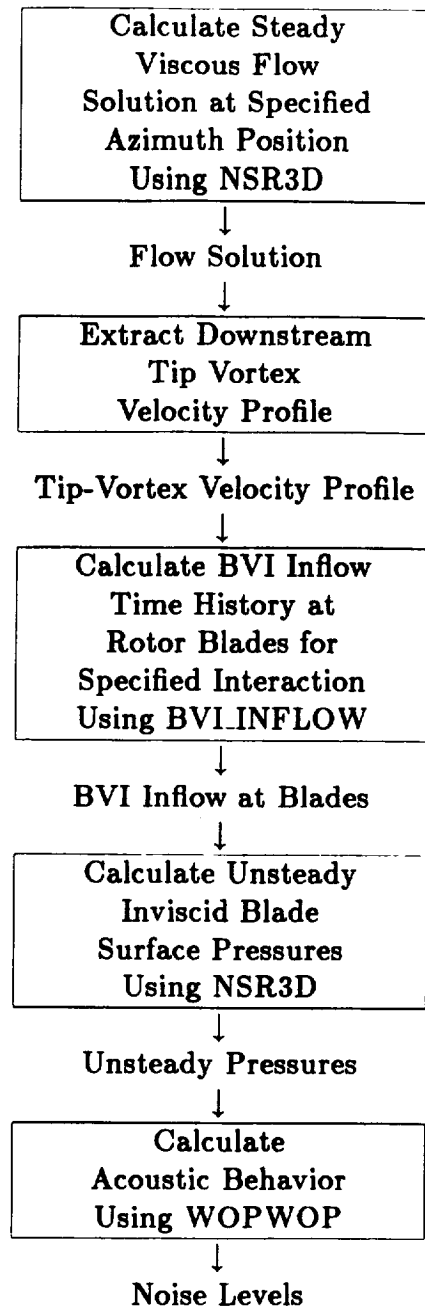 Calculate Steady
Viscous Flow
Solution at Specified
Azimuth Position
Using NSR3D
↓
Flow Solution
↓
Extract Downstream
Tip Vortex
Velocity Profile
↓
Tip-Vortex Velocity Profile
↓
Calculate BVI Inflow
Time History at
Rotor Blades for
Specified Interaction
Using BVI_INFLOW
↓
BVI Inflow at Blades
↓
Calculate Unsteady
Inviscid Blade
Surface Pressures
Using NSR3D
↓
Unsteady Pressures
↓
Calculate
Acoustic Behavior
Using WOPWOP
↓
Noise Levels